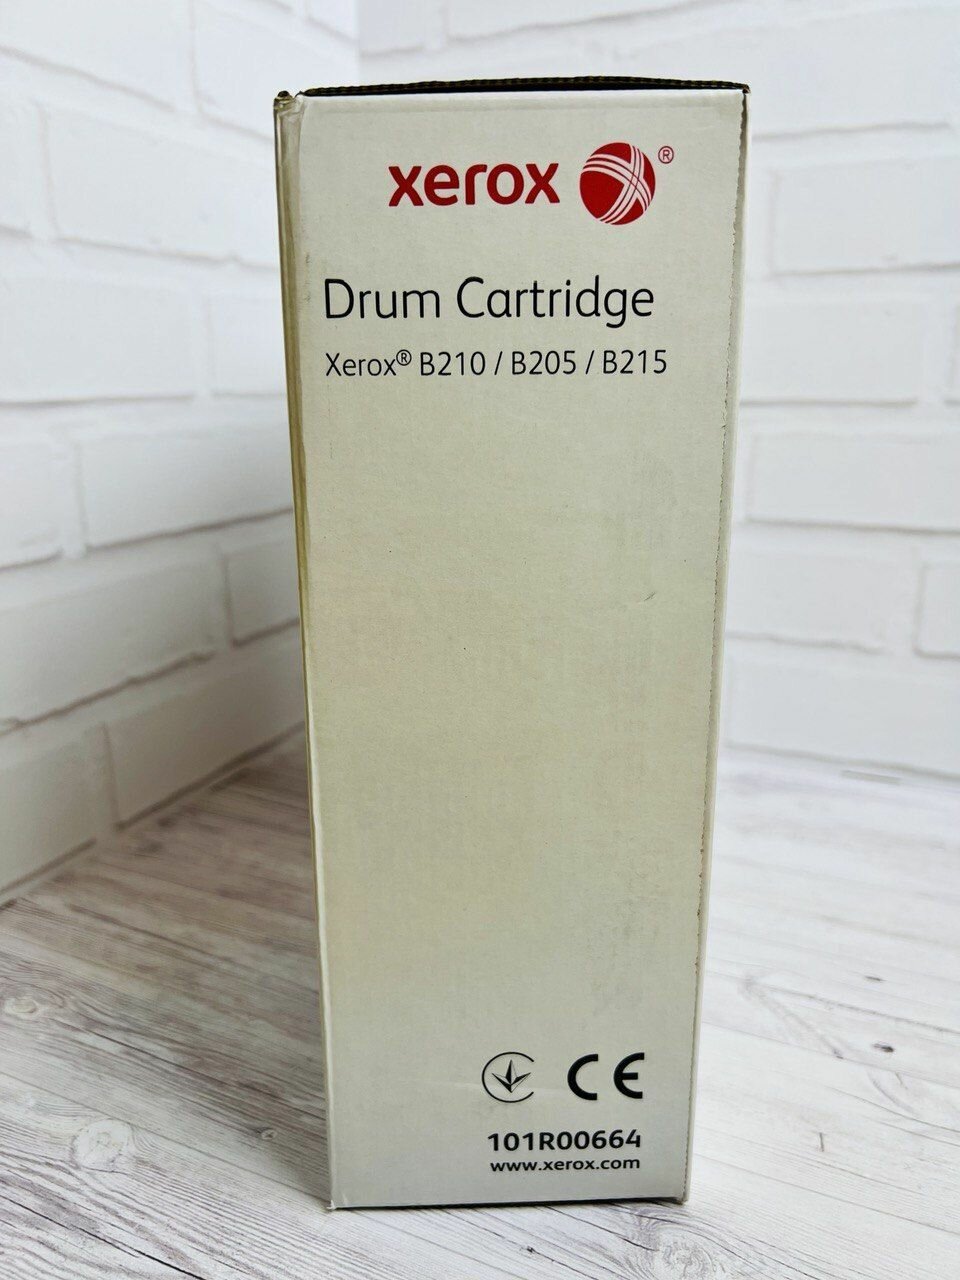 xerox ®
Drum Cartridge
Xerox® B210 / B205 / B215
CE
101R00664
www.xerox.com